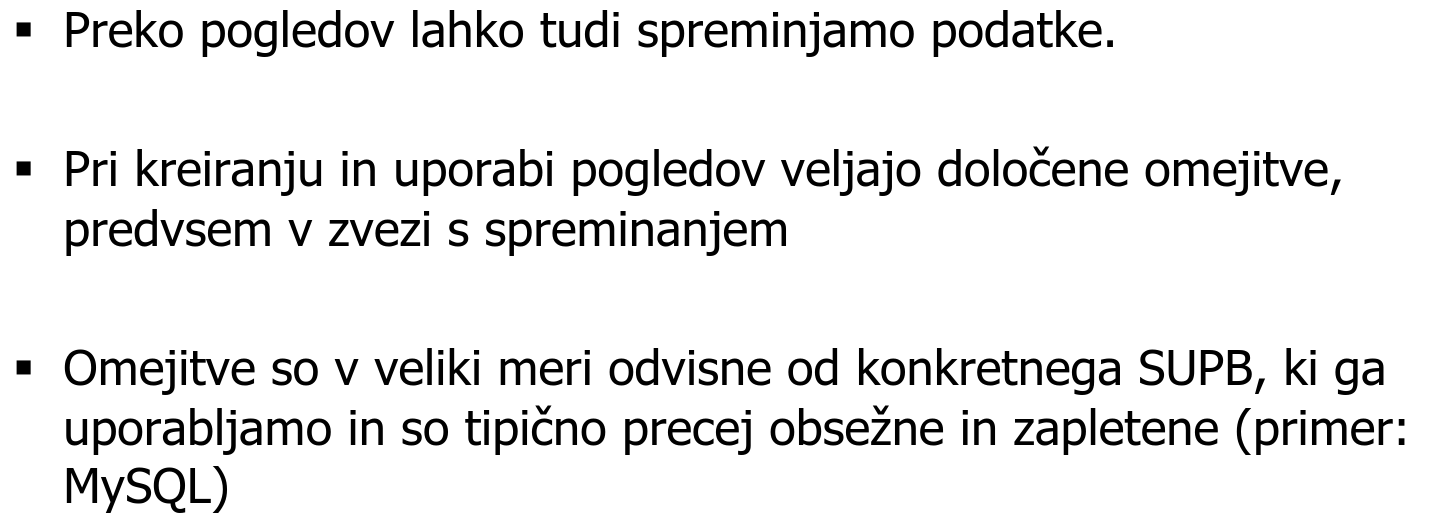 ▪ Preko pogledov lahko tudi spreminjamo podatke.
▪ Pri kreiranju in uporabi pogledov veljajo določene omejitve,
predvsem v zvezi s spreminanjem
▪ Omejitve so v veliki meri odvisne od konkretnega SUPB, ki ga
uporabljamo in so tipično precej obsežne in zapletene (primer:
MySQL)